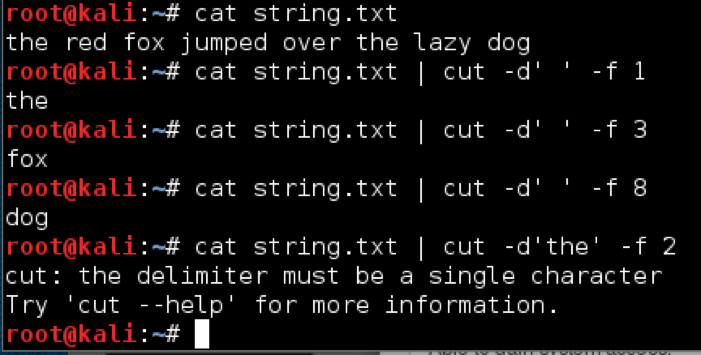 root@kali:~# cat string.txt
the red fox jumped over the lazy dog
root@kali:~# cat string.txt | cut -d' ' -f 1
the
root@kali:~# cat string.txt | cut -d' ' -f 3
fox
root@kali:~# cat string.txt | cut -d' ' -f 8
dog
root@kali:~# cat string.txt | cut -d'the' -f 2
cut: the delimiter must be a single character
Try 'cut --help' for more information.
root@kali:~#